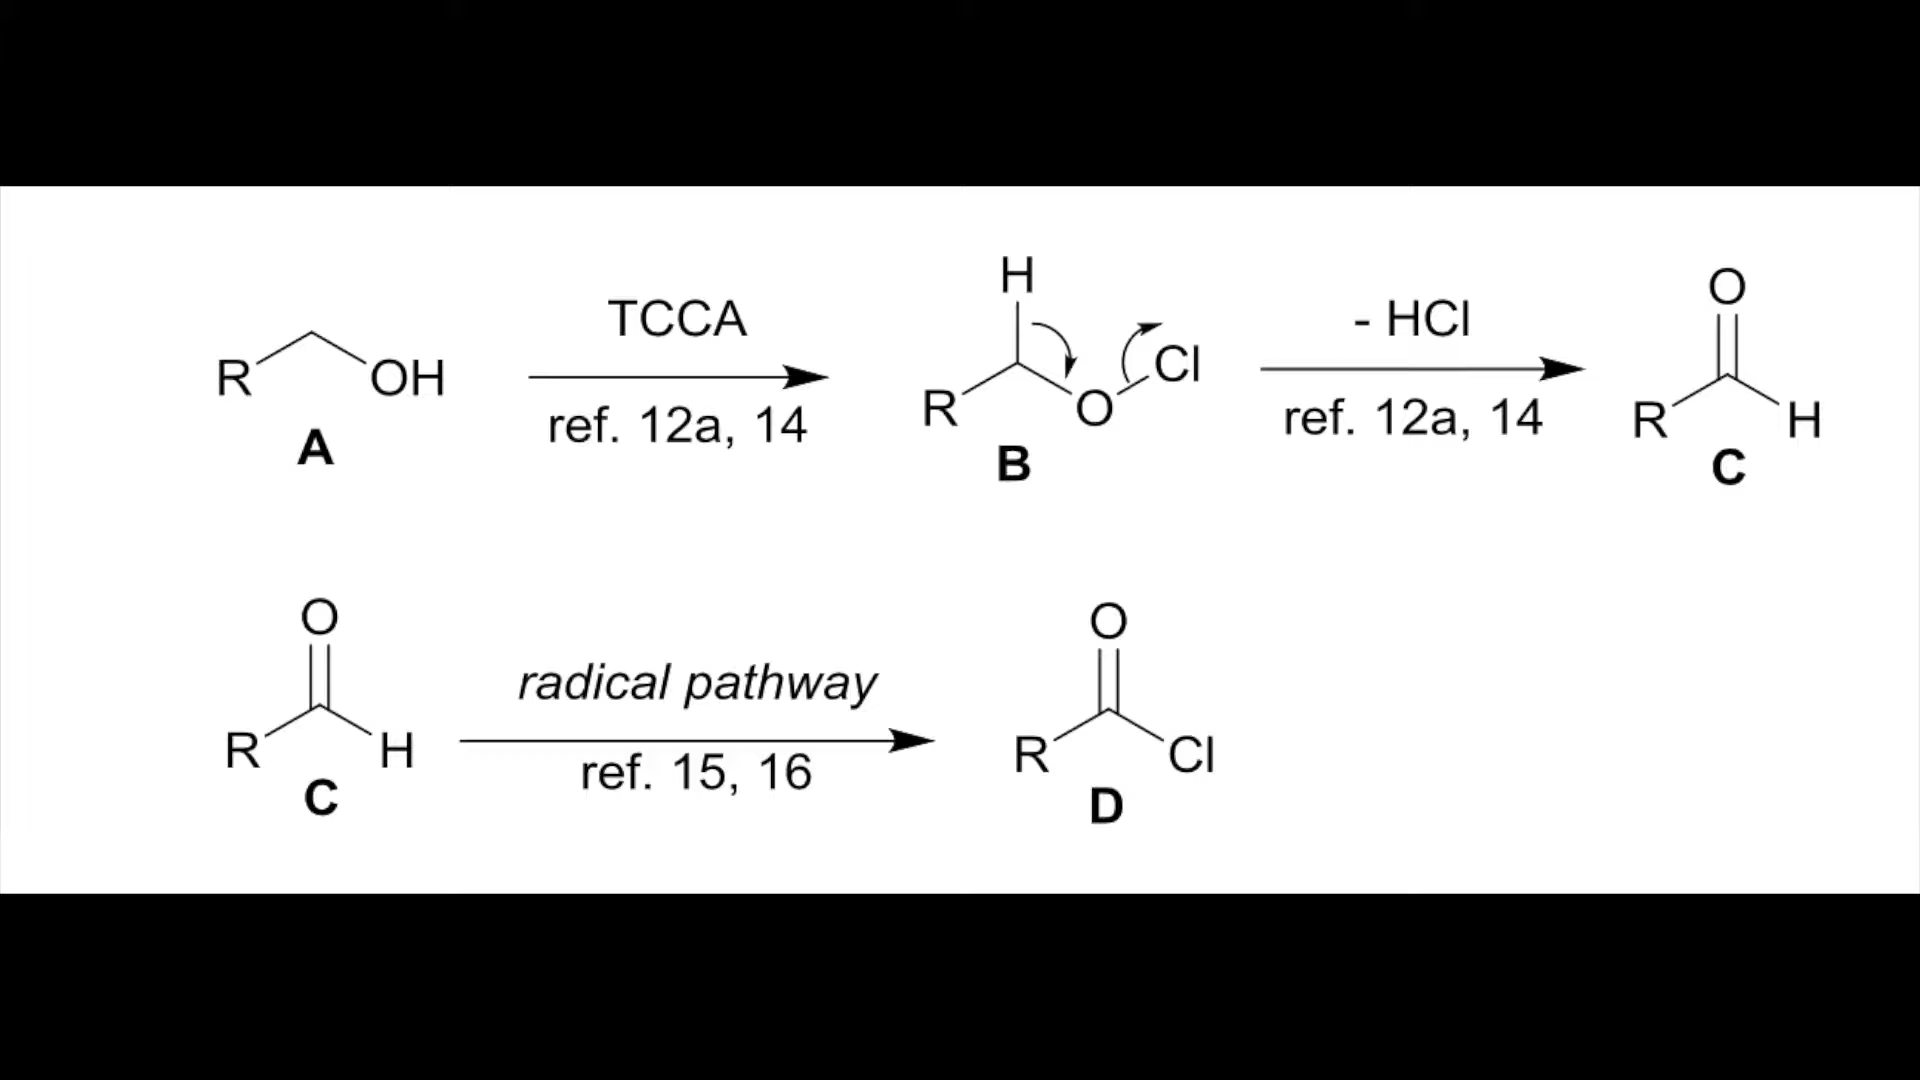 R OH
A
TCCA
ref. 12a, 14
H
R O Cl
B
- HCl
ref. 12a, 14
O
R H
C
O
R H
C
radical pathway
ref. 15, 16
O
R Cl
D